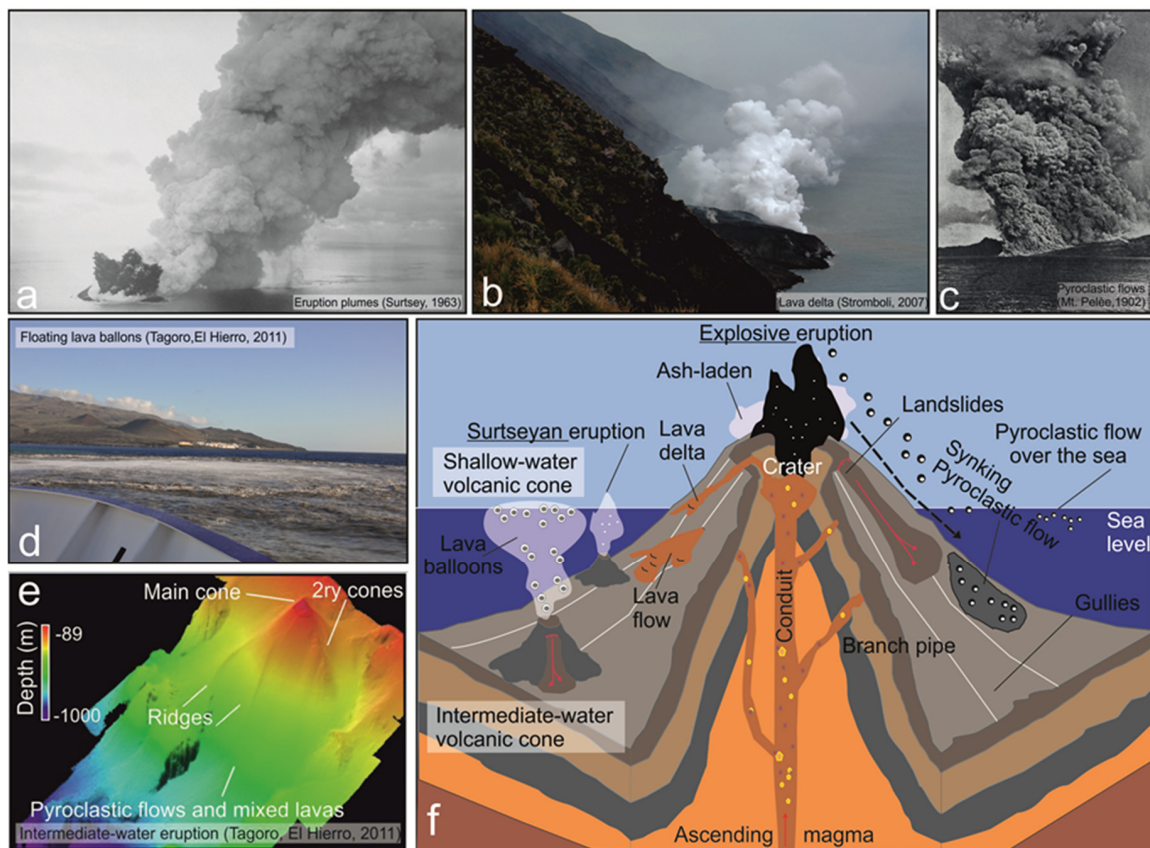 a
Eruption plumes (Surtsey, 1963)
b
Lava delta (Stromboli, 2007)
c
Pyroclastic flows
(Mt. Pelèe,1902)
Floating lava ballons (Tagoro,El Hierro, 2011)
d
e
Main cone
2ry cones
Depth (m)
-89
-1000
Ridges
Pyroclastic flows and mixed lavas
Intermediate-water eruption (Tagoro, El Hierro, 2011)
Explosive eruption
Ash-laden
Landslides
Surtseyan eruption
Lava
delta
Pyroclastic flow
over the sea
Shallow-water
volcanic cone
Crater
Synking
Pyroclastic flow
Sea
level
Lava
balloons
Lava
flow
Conduit
Gullies
Branch pipe
Intermediate-water
volcanic cone
f
Ascending
magma